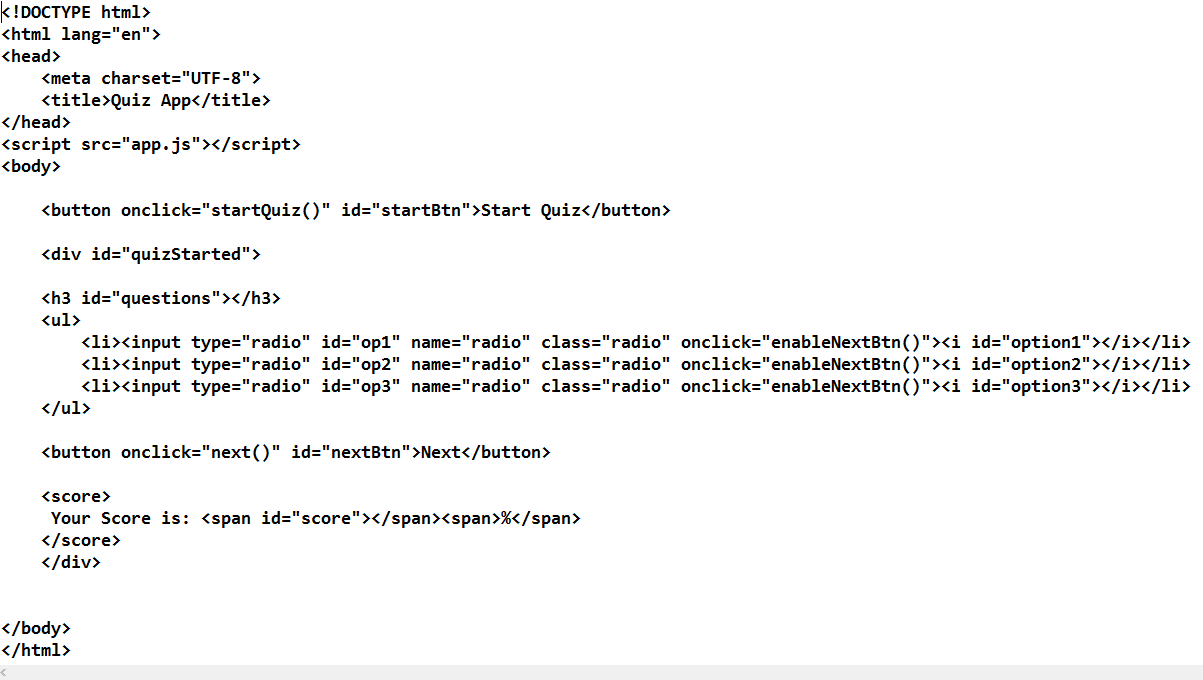 <!DOCTYPE html>
<html lang="en">
<head>
    <meta charset="UTF-8">
    <title>Quiz App</title>
</head>
<script src="app.js"></script>
<body>

    <button onclick="startQuiz()" id="startBtn">Start Quiz</button>

    <div id="quizStarted">

    <h3 id="questions"></h3>
    <ul>
        <li><input type="radio" id="op1" name="radio" class="radio" onclick="enableNextBtn()"><i id="option1"></i></li>
        <li><input type="radio" id="op2" name="radio" class="radio" onclick="enableNextBtn()"><i id="option2"></i></li>
        <li><input type="radio" id="op3" name="radio" class="radio" onclick="enableNextBtn()"><i id="option3"></i></li>
    </ul>

    <button onclick="next()" id="nextBtn">Next</button>

    <score>
     Your Score is: <span id="score"></span><span>%</span>
    </score>
    </div>


</body>
</html>